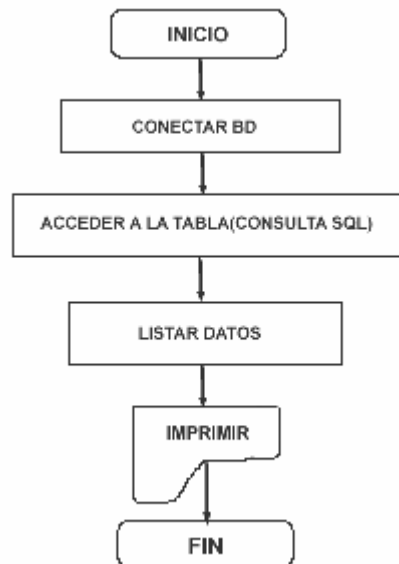 INICIO
CONECTAR BD
ACCEDER A LA TABLA(CONSULTA SQL)
LISTAR DATOS
IMPRIMIR
FIN